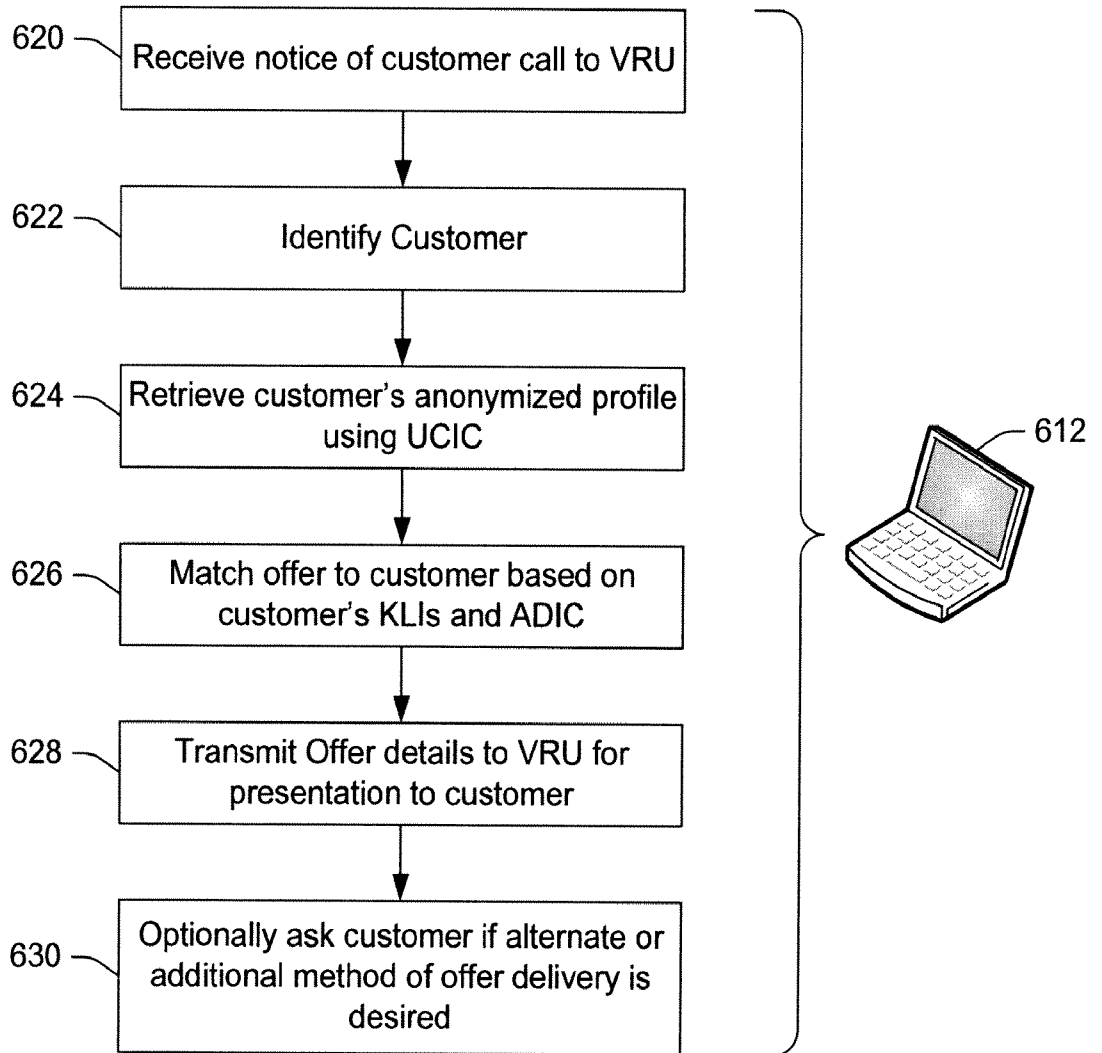 620
Receive notice of customer call to VRU
622
Identify Customer
624
Retrieve customer's anonymized profile
using UCIC
612
626
Match offer to customer based on
customer's KLIs and ADIC
628
Transmit Offer details to VRU for
presentation to customer
630
Optionally ask customer if alternate or
additional method of offer delivery is
desired